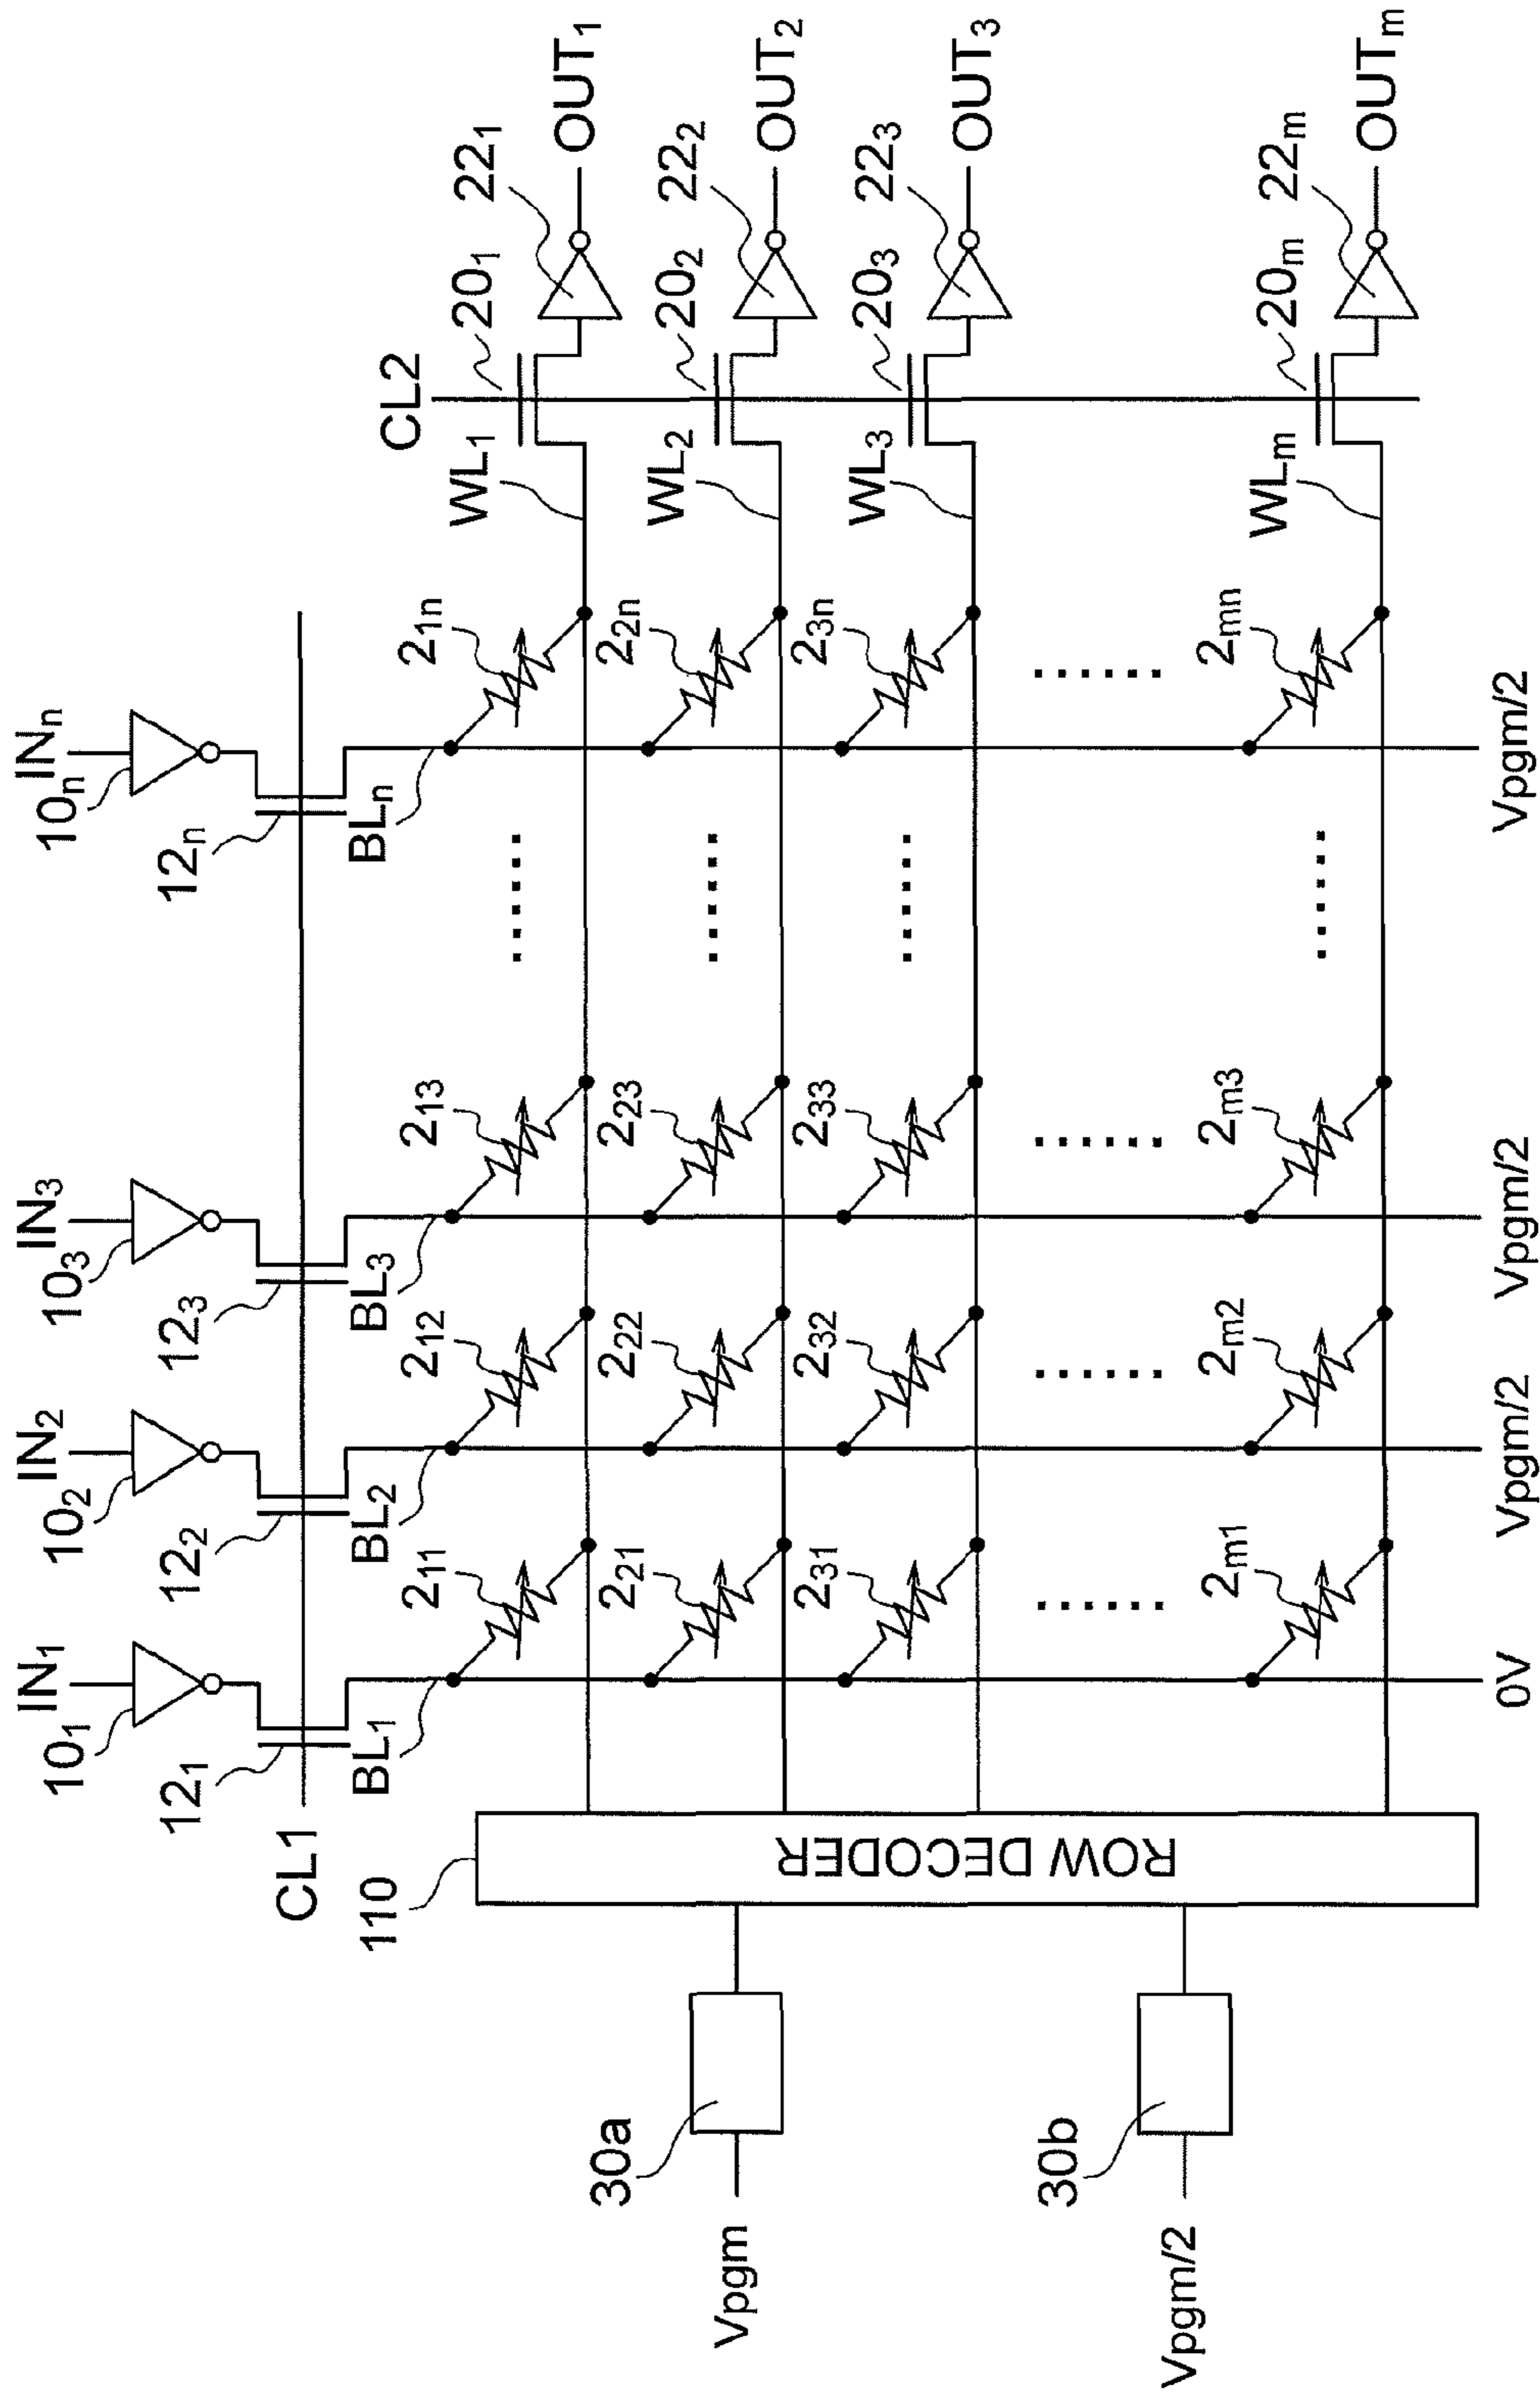 IN₁
IN₂
IN₃
INₙ
10₁
10₂
10₃
10ₙ
12₁
12₂
12₃
12ₙ
CL1
BL₁
BL₂
BL₃
BLₙ
CL2
110
ROW DECODER
2₁₁
2₁₂
2₁₃
2₁ₙ
WL₁
20₁
22₁
OUT₁
2₂₁
2₂₂
2₂₃
2₂ₙ
WL₂
20₂
22₂
OUT₂
2₃₁
2₃₂
2₃₃
2₃ₙ
WL₃
20₃
22₃
OUT₃
2ₘ₁
2ₘ₂
2ₘ₃
2ₘₙ
WLₘ
20ₘ
22ₘ
OUTₘ
30a
Vpgm
30b
Vpgm/2
0V
Vpgm/2
Vpgm/2
Vpgm/2